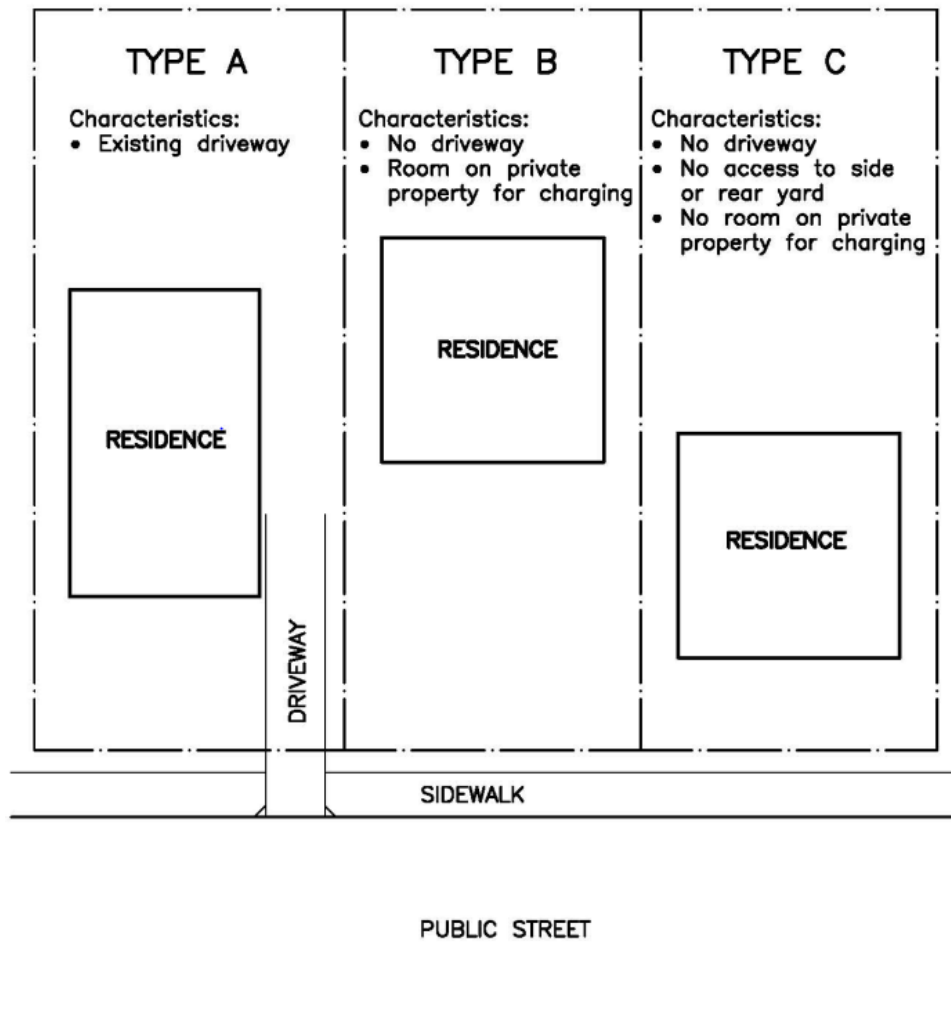 TYPE A
Characteristics:
• Existing driveway
RESIDENCE
DRIVEWAY
TYPE B
Characteristics:
• No driveway
• Room on private
property for charging
RESIDENCE
TYPE C
Characteristics:
• No driveway
• No access to side
or rear yard
• No room on private
property for charging
RESIDENCE
SIDEWALK
PUBLIC STREET